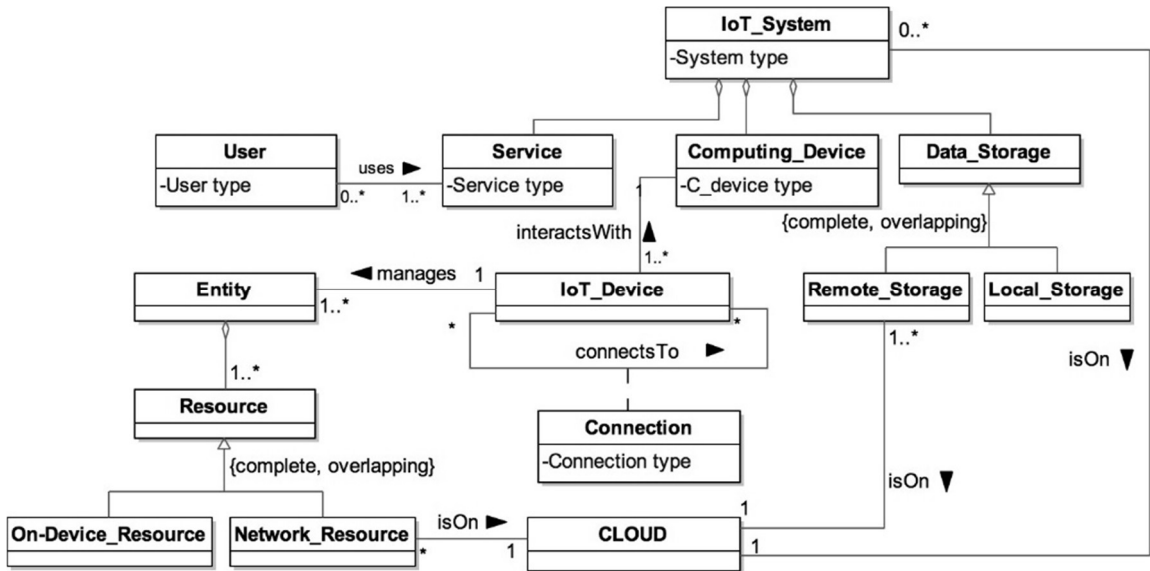 IoT_System
-System type
0..*
User
-User type
uses ►
0..*
1..*
Service
-Service type
Computing_Device
-C_device type
Data_Storage
1
interactsWith ▲
1..*
{complete, overlapping}
Entity
◄ manages
1
1..*
IoT_Device
*
*
connectsTo ►
Remote_Storage
Local_Storage
1..*
isOn ▼
1..*
Resource
Connection
-Connection type
{complete, overlapping}
isOn ▼
On-Device_Resource
Network_Resource
isOn ►
*
1
CLOUD
1
1